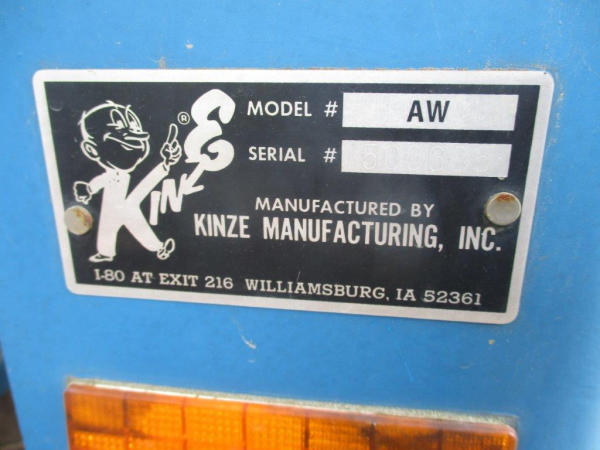 KINZE ®
MODEL # AW
SERIAL #
MANUFACTURED BY
KINZE MANUFACTURING, INC.
I-80 AT EXIT 216 WILLIAMSBURG, IA 52361